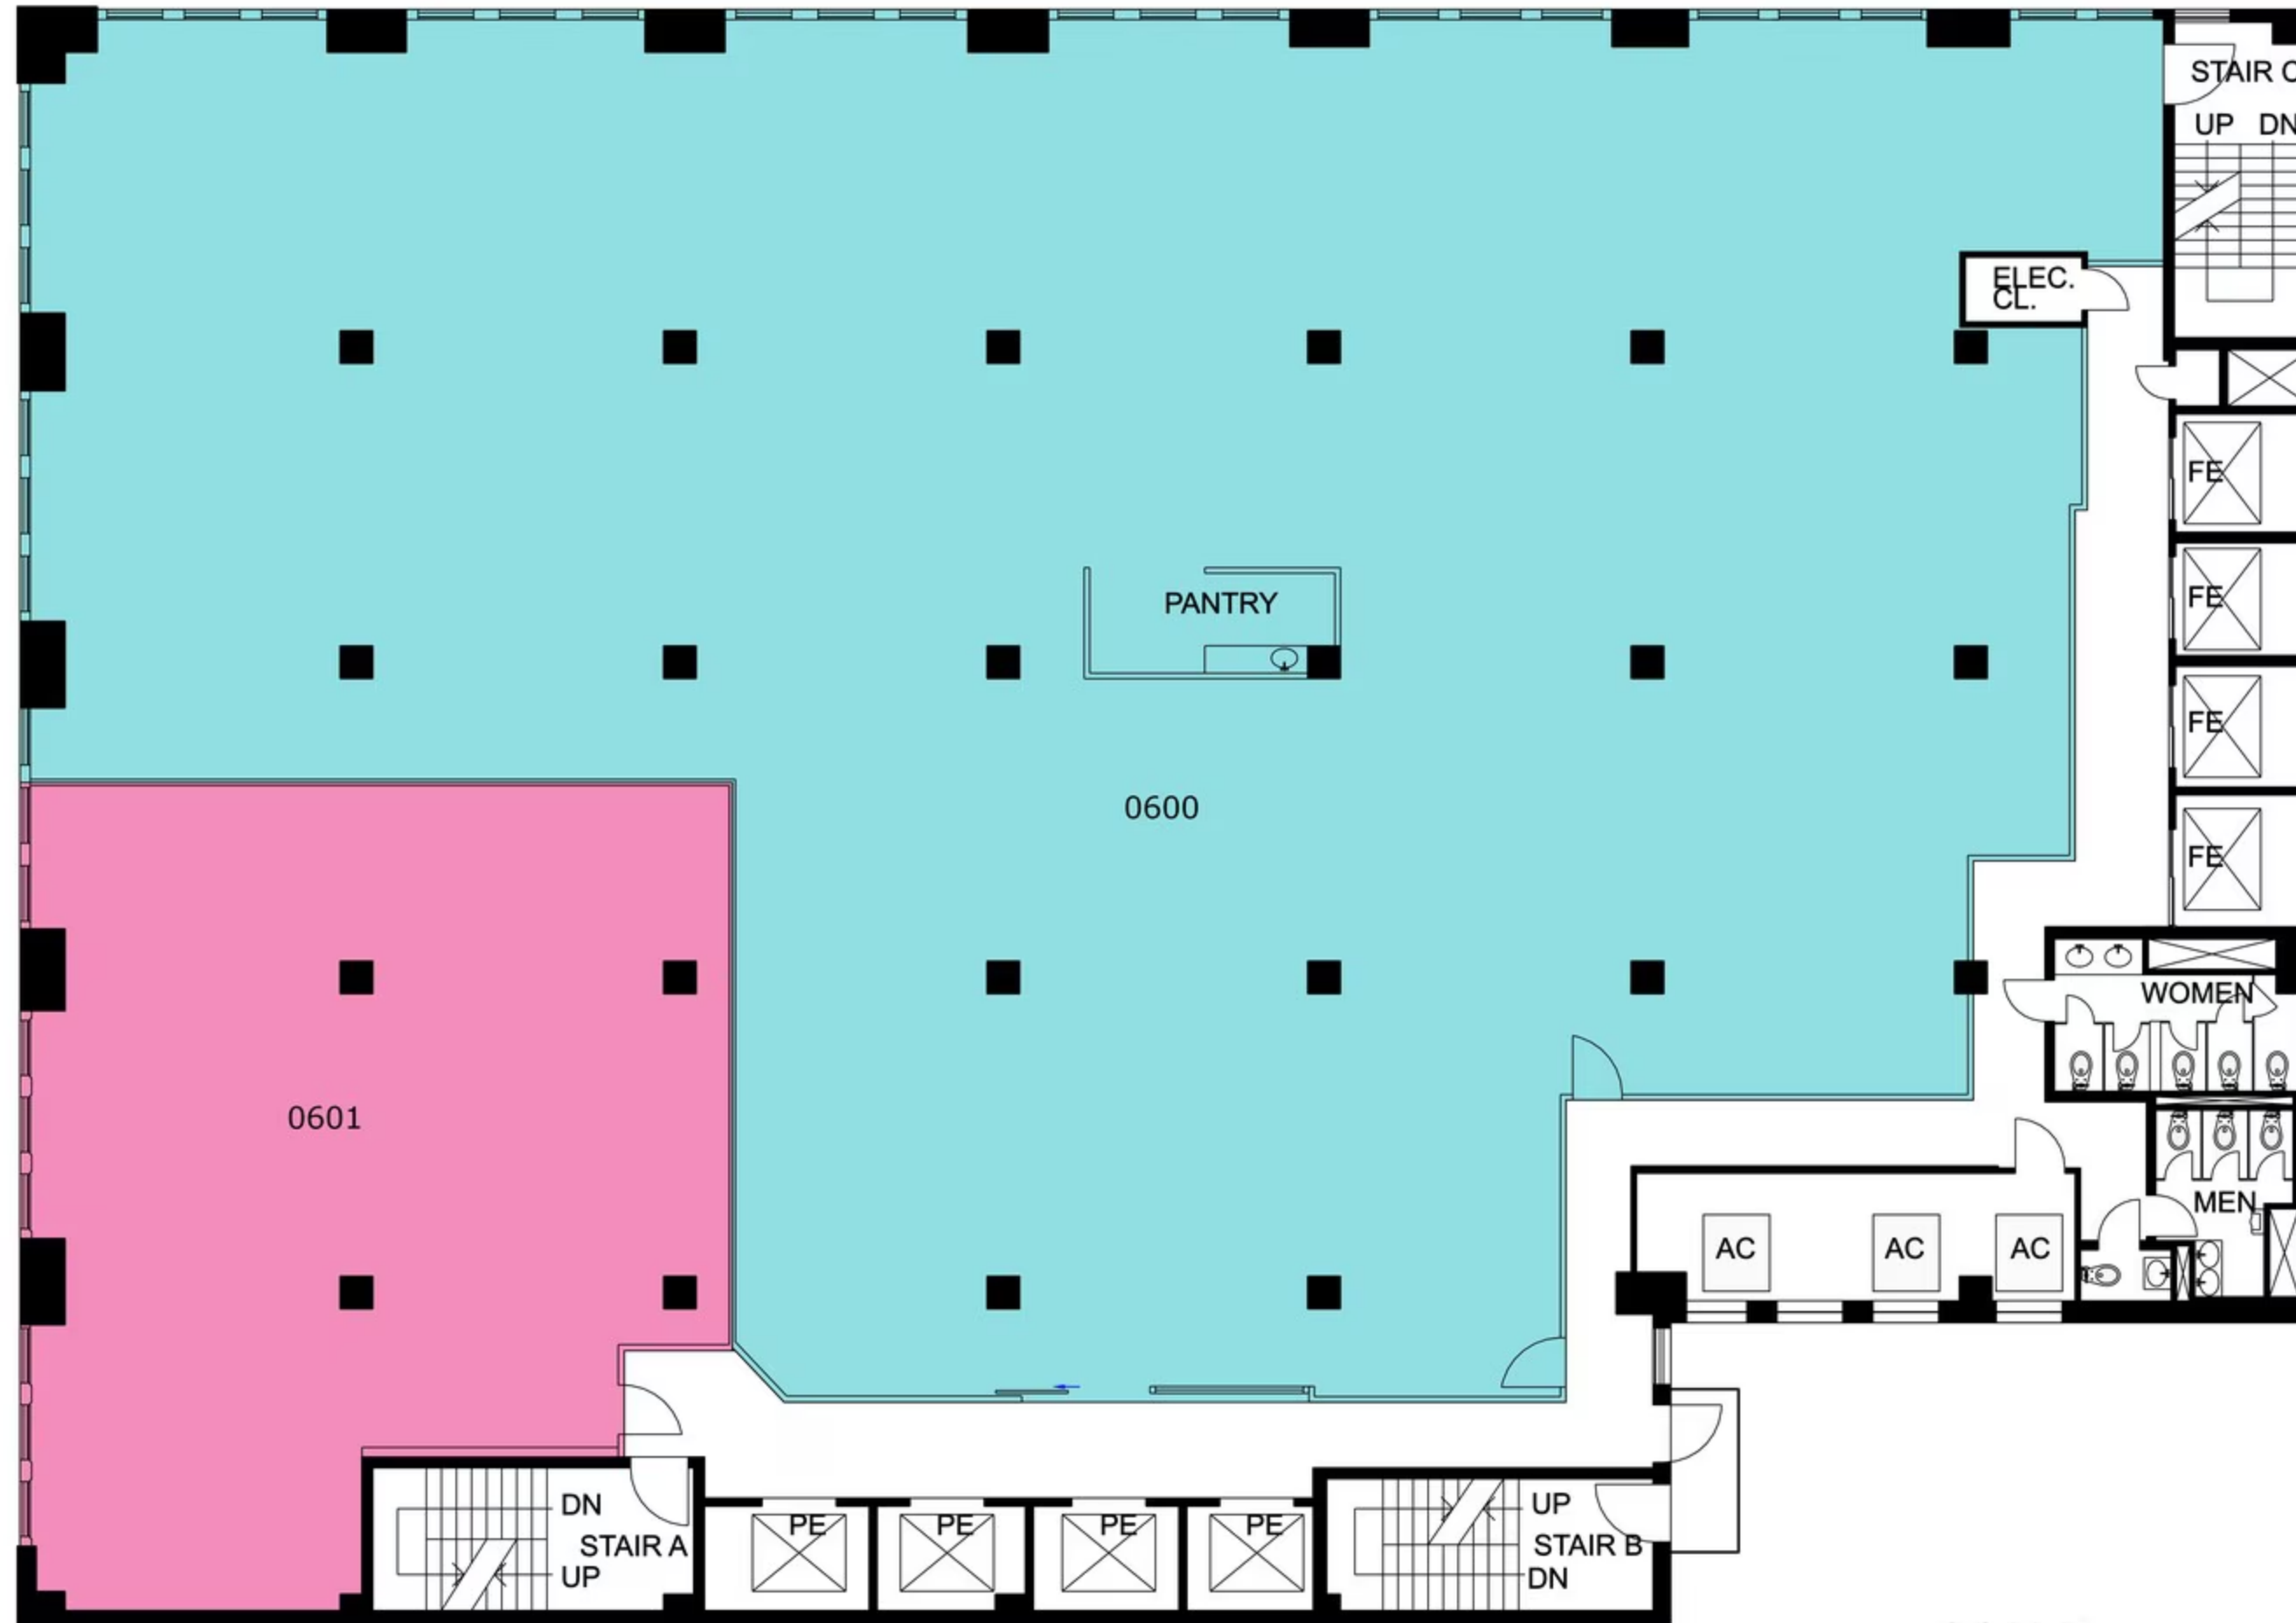 STAIR C
UP DN
ELEC.
CL.
FE
FE
PANTRY
FE
0600
FE
WOMEN
0601
MEN
AC AC AC
DN
STAIR A
UP
PE PE PE PE
UP
STAIR B
DN